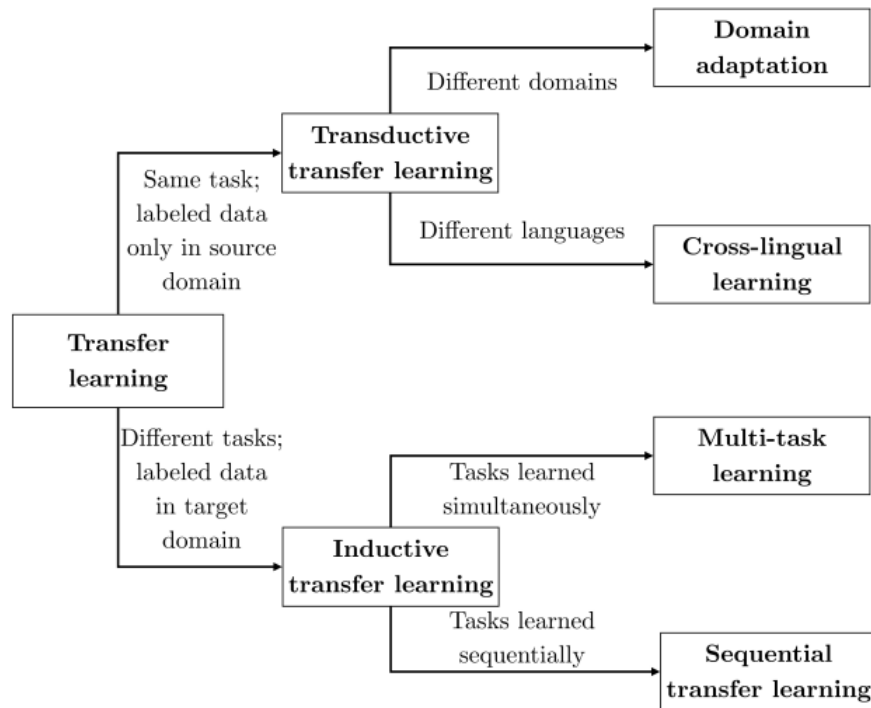 Domain
adaptation
Different domains
Transductive
transfer learning
Same task;
labeled data
only in source
domain
Different languages
Cross-lingual
learning
Transfer
learning
Different tasks;
labeled data
in target
domain
Multi-task
learning
Tasks learned
simultaneously
Inductive
transfer learning
Tasks learned
sequentially
Sequential
transfer learning